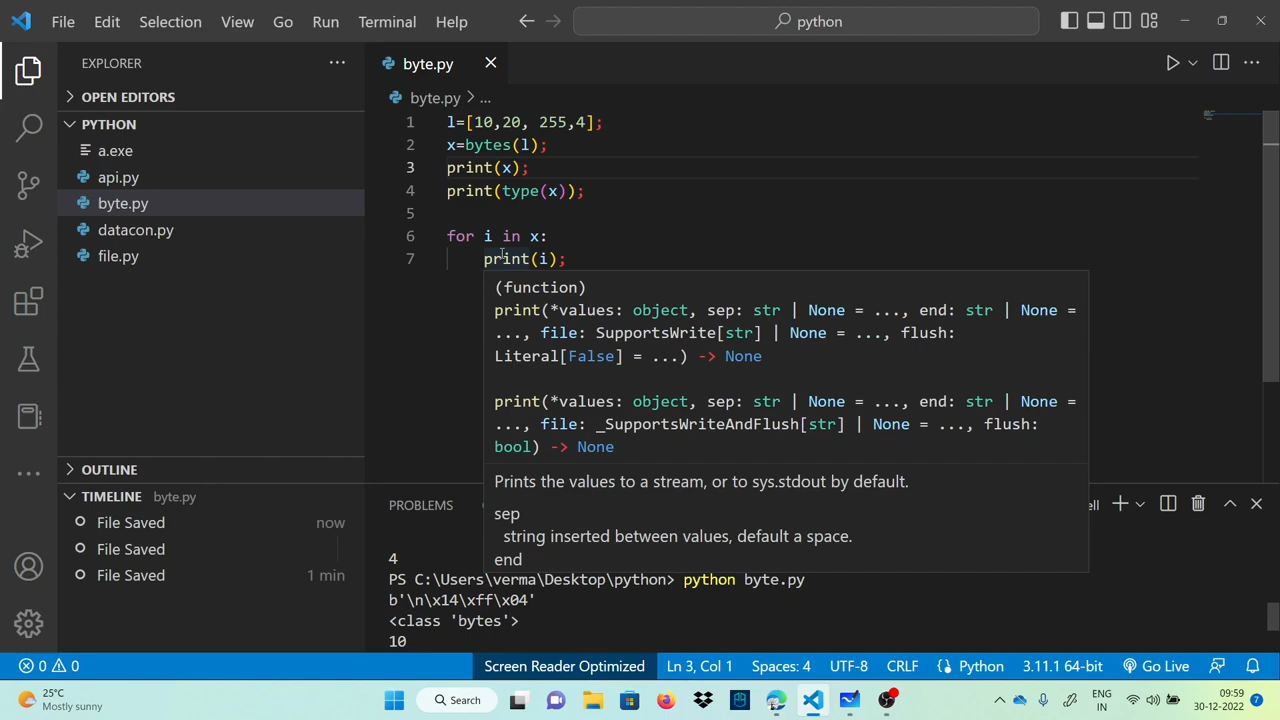 File Edit Selection View Go Run Terminal Help
python
EXPLORER
OPEN EDITORS
PYTHON
a.exe
api.py
byte.py
datacon.py
file.py
OUTLINE
TIMELINE byte.py
File Saved now
File Saved
File Saved 1 min
byte.py
byte.py > ...
1 l=[10,20, 255,4];
2 x=bytes(l);
3 print(x);
4 print(type(x));
5
6 for i in x:
7 print(i);
(function)
print(*values: object, sep: str | None = ..., end: str | None =
..., file: SupportsWrite[str] | None = ..., flush:
Literal[False] = ...) -> None
print(*values: object, sep: str | None = ..., end: str | None =
..., file: _SupportsWriteAndFlush[str] | None = ..., flush:
bool) -> None
Prints the values to a stream, or to sys.stdout by default.
sep
string inserted between values, default a space.
end
PROBLEMS
ell
4
PS C:\Users\verma\Desktop\python> python byte.py
b'\n\x14\xff\x04'
<class 'bytes'>
10
0 0 Screen Reader Optimized Ln 3, Col 1 Spaces: 4 UTF-8 CRLF Python 3.11.1 64-bit Go Live
25°C
Mostly sunny
Search
ENG
IN
09:59
30-12-2022
7